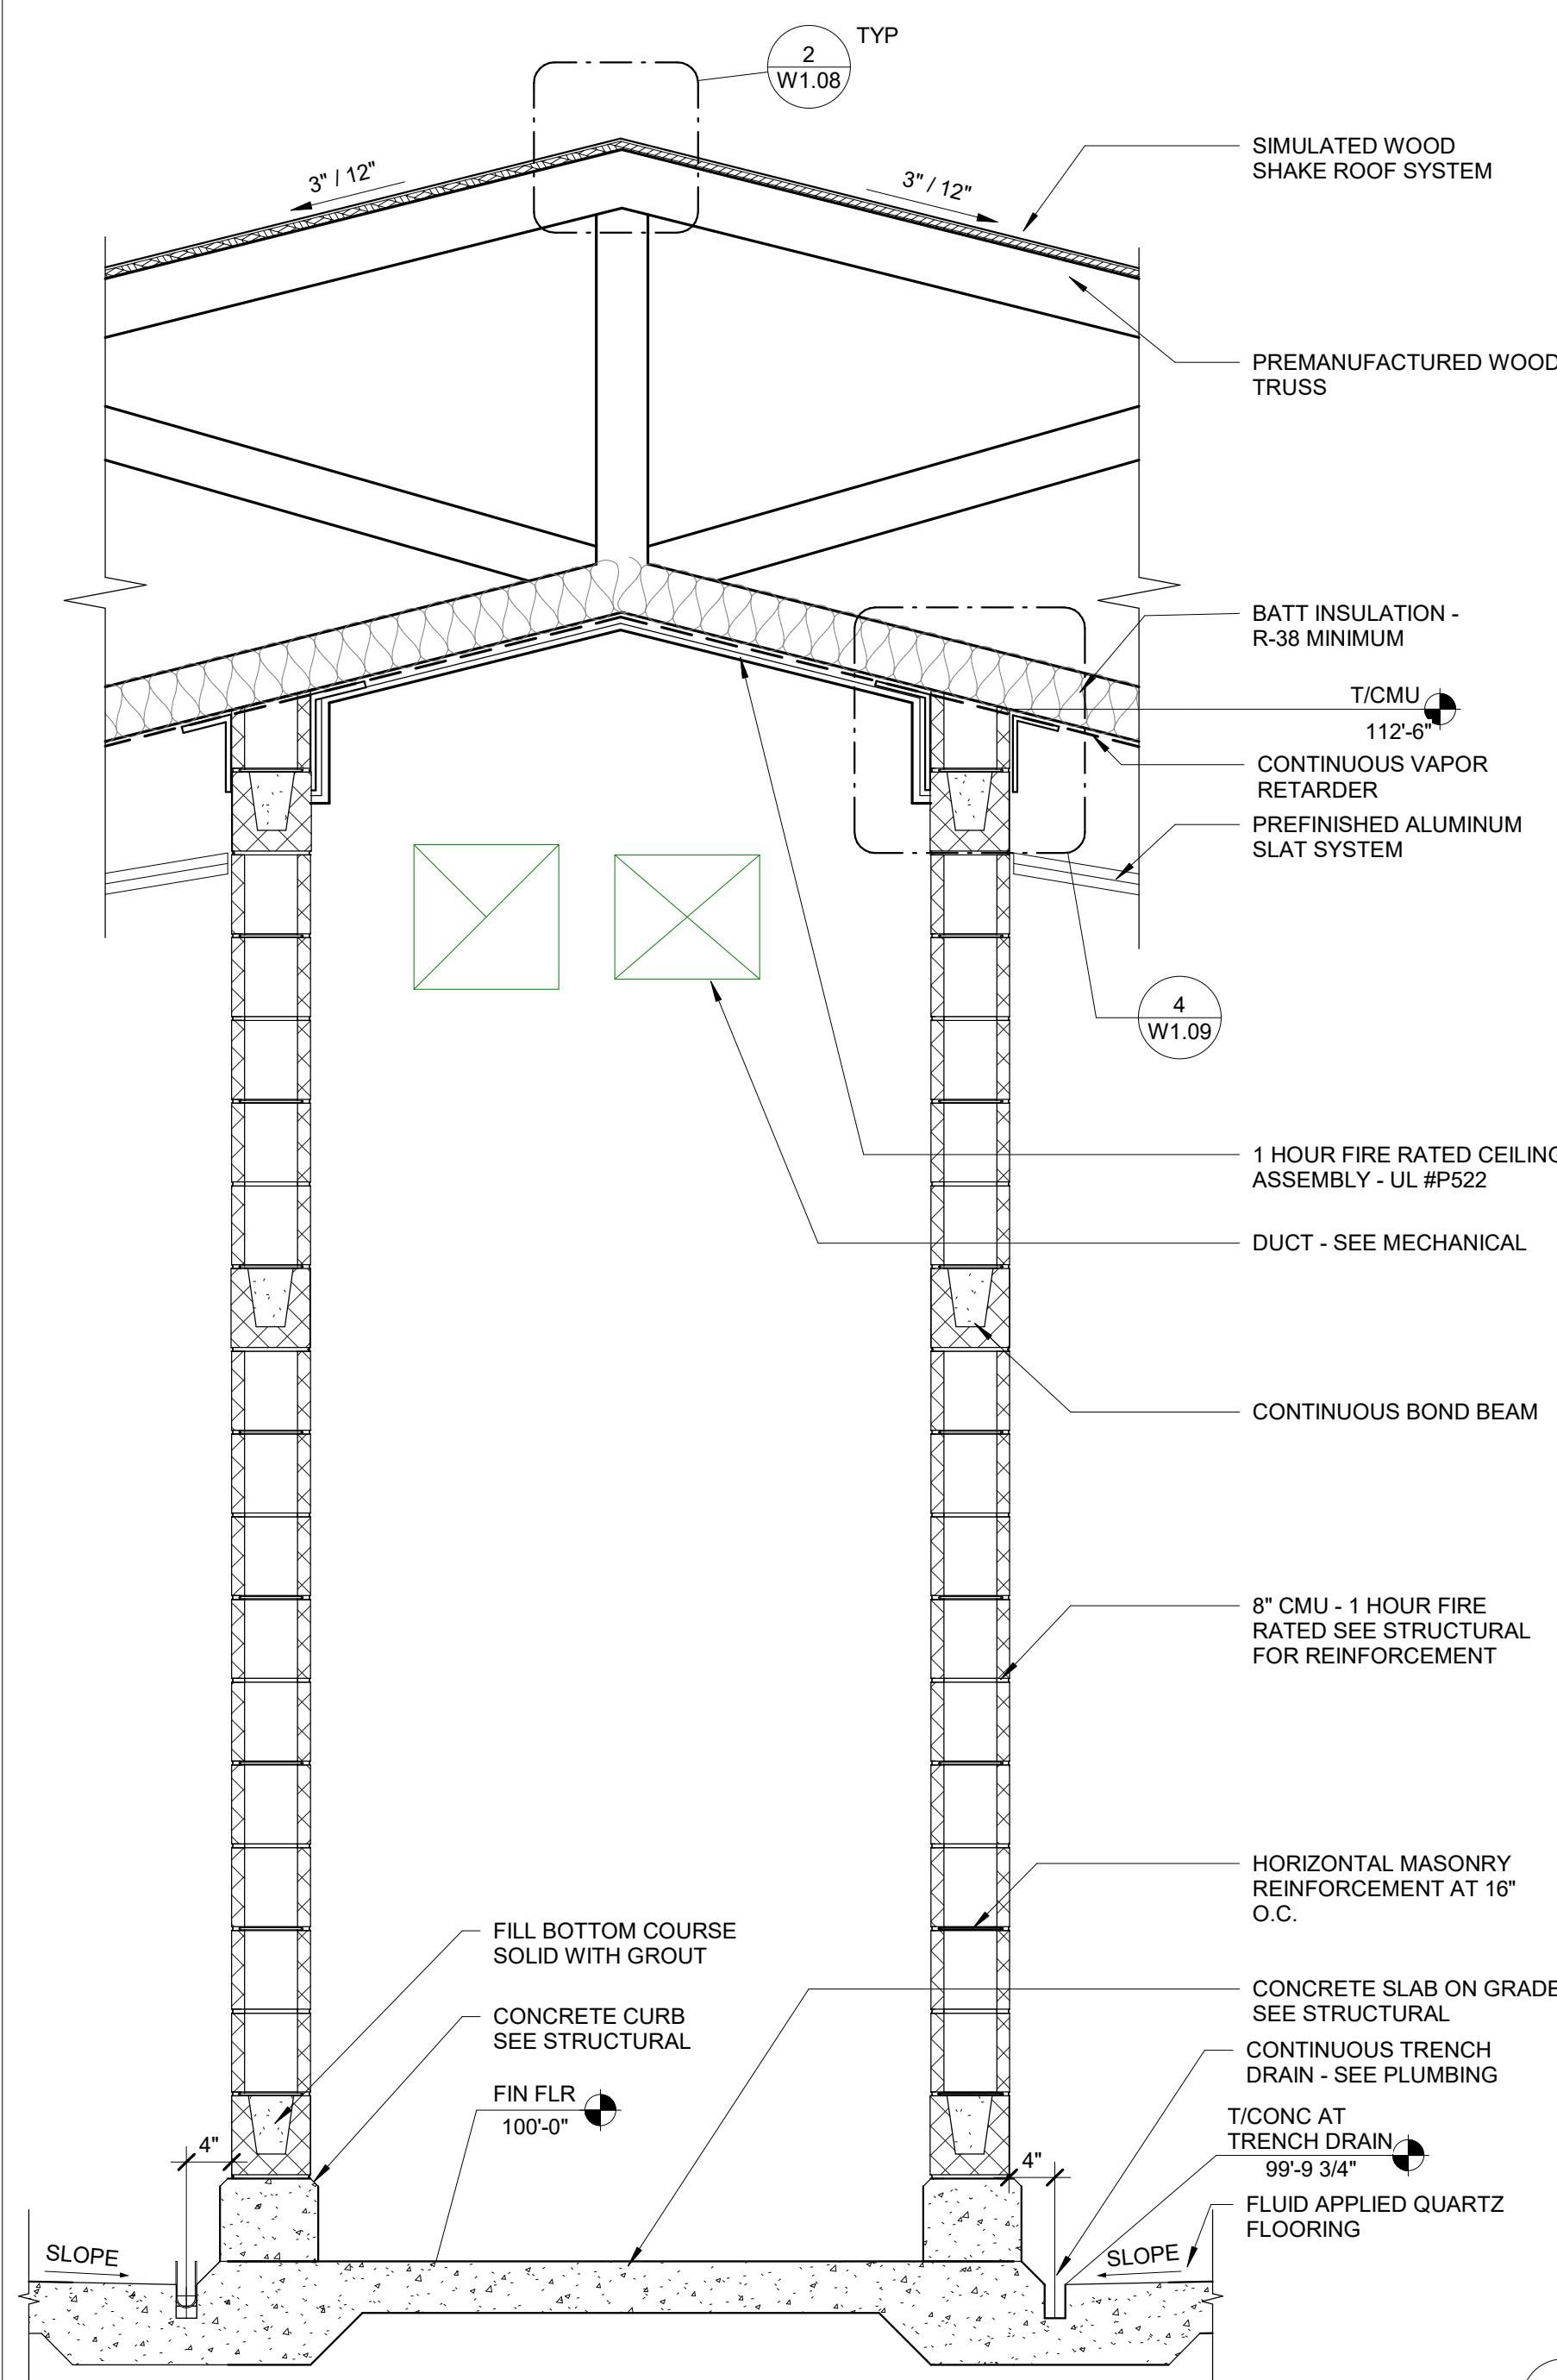 2
W1.08
TYP
3" / 12"
3" / 12"
SIMULATED WOOD
SHAKE ROOF SYSTEM
PREMANUFACTURED WOOD
TRUSS
BATT INSULATION -
R-38 MINIMUM
T/CMU
112'-6"
CONTINUOUS VAPOR
RETARDER
PREFINISHED ALUMINUM
SLAT SYSTEM
4
W1.09
1 HOUR FIRE RATED CEILING
ASSEMBLY - UL #P522
DUCT - SEE MECHANICAL
CONTINUOUS BOND BEAM
8" CMU - 1 HOUR FIRE
RATED SEE STRUCTURAL
FOR REINFORCEMENT
HORIZONTAL MASONRY
REINFORCEMENT AT 16"
O.C.
FILL BOTTOM COURSE
SOLID WITH GROUT
CONCRETE SLAB ON GRADE
SEE STRUCTURAL
CONCRETE CURB
SEE STRUCTURAL
CONTINUOUS TRENCH
DRAIN - SEE PLUMBING
FIN FLR
100'-0"
T/CONC AT
TRENCH DRAIN
99'-9 3/4"
4"
4"
FLUID APPLIED QUARTZ
FLOORING
SLOPE
SLOPE